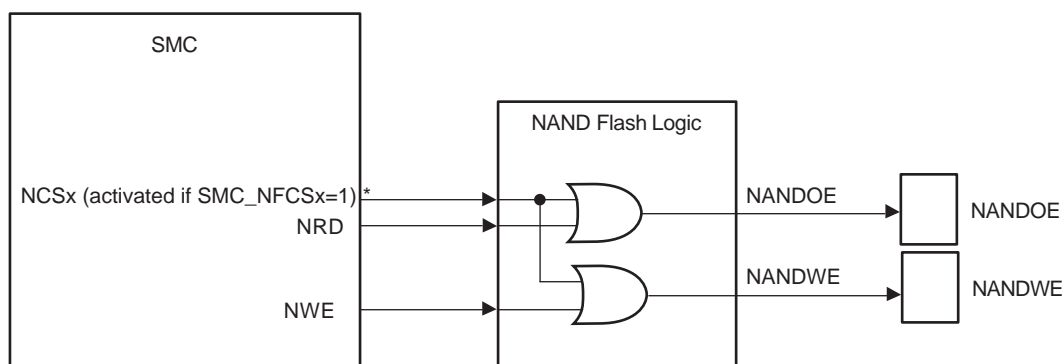 SMC
NAND Flash Logic
NCSx (activated if SMC_NFCSx=1) *
NANDOE
NANDOE
NRD
NANDWE
NANDWE
NWE